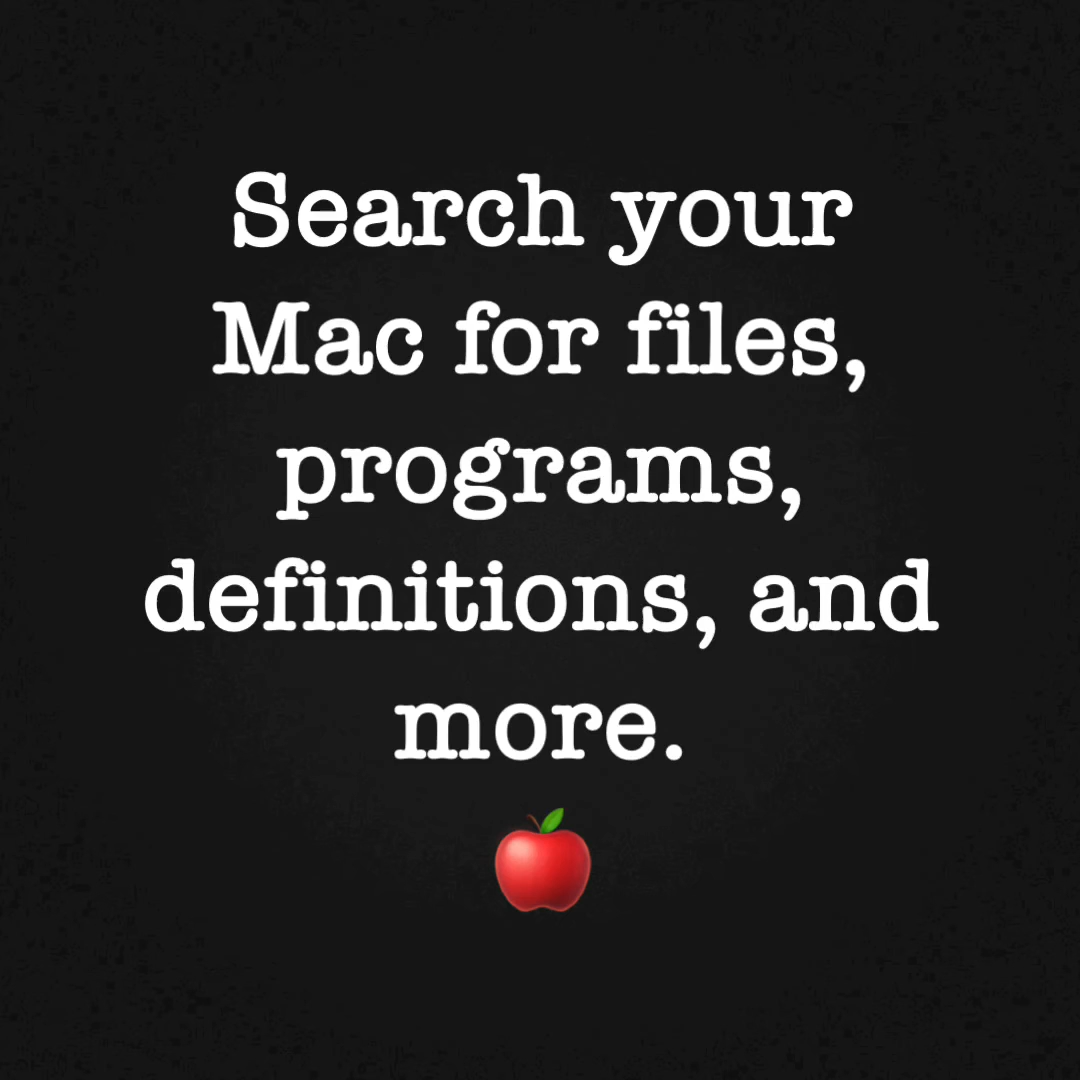 Search your
Mac for files,
programs,
definitions, and
more.